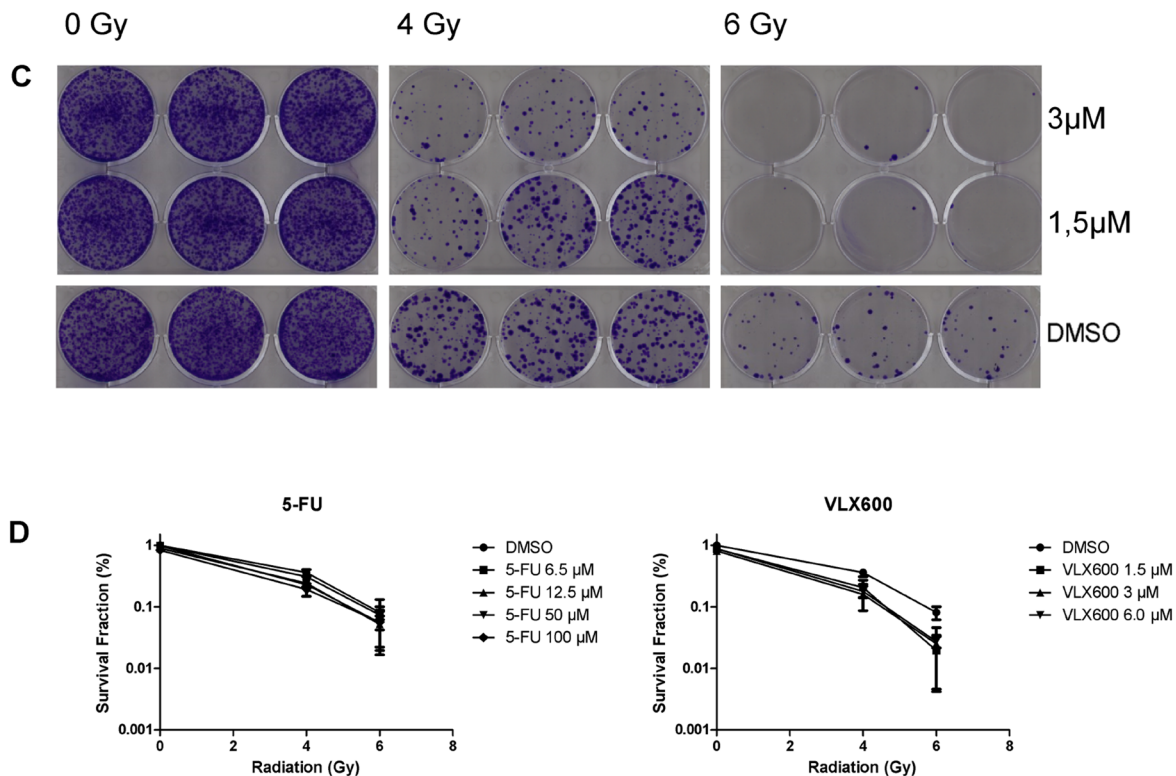 0 Gy 4 Gy 6 Gy
C
3µM
1,5µM
DMSO
D
5-FU
Survival Fraction (%)
1
0.1
0.01
0.001
0 2 4 6 8
Radiation (Gy)
DMSO
5-FU 6.5 µM
5-FU 12.5 µM
5-FU 50 µM
5-FU 100 µM
VLX600
Survival Fraction (%)
1
0.1
0.01
0.001
0 2 4 6 8
Radiation (Gy)
DMSO
VLX600 1.5 µM
VLX600 3 µM
VLX600 6.0 µM